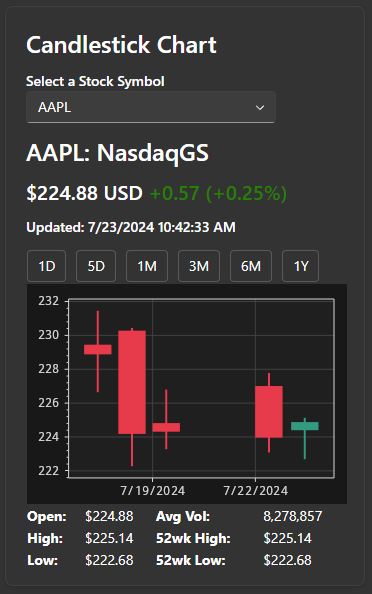 Candlestick Chart
Select a Stock Symbol
AAPL
AAPL: NasdaqGS
$224.88 USD +0.57 (+0.25%)
Updated: 7/23/2024 10:42:33 AM
1D 5D 1M 3M 6M 1Y
232
230
228
226
224
222
7/19/2024 7/22/2024
Open: $224.88 Avg Vol: 8,278,857
High: $225.14 52wk High: $225.14
Low: $222.68 52wk Low: $222.68